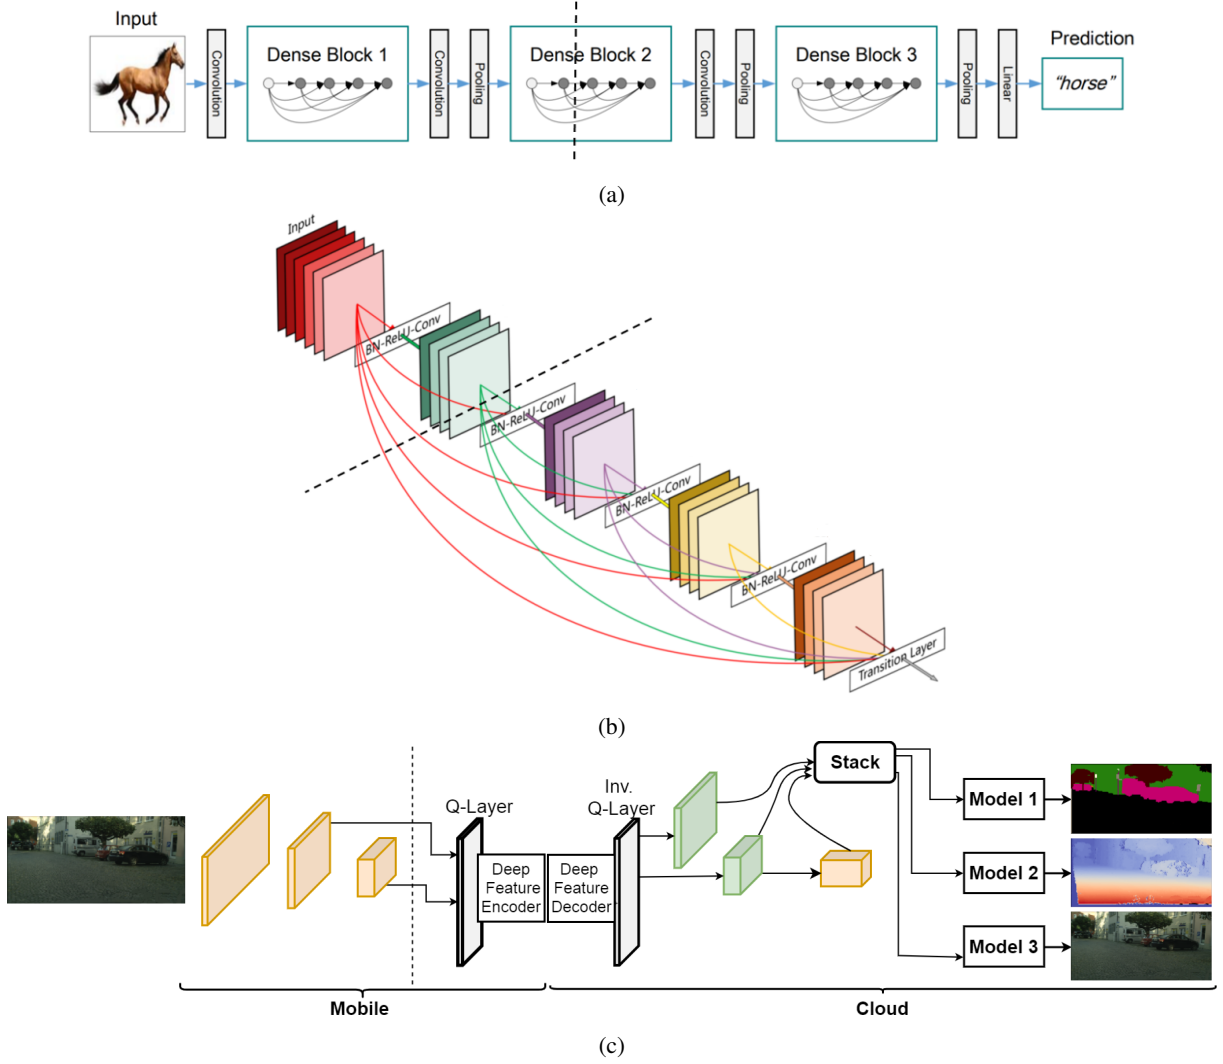 Input
Convolution
Dense Block 1
Convolution
Pooling
Dense Block 2
Convolution
Pooling
Dense Block 3
Pooling
Linear
Prediction
“horse”
(a)
Input
BN-ReLU-Conv
BN-ReLU-Conv
BN-ReLU-Conv
BN-ReLU-Conv
Transition Layer
(b)
Q-Layer
Deep
Feature
Encoder
Deep
Feature
Decoder
Inv.
Q-Layer
Stack
Model 1
Model 2
Model 3
Mobile
Cloud
(c)